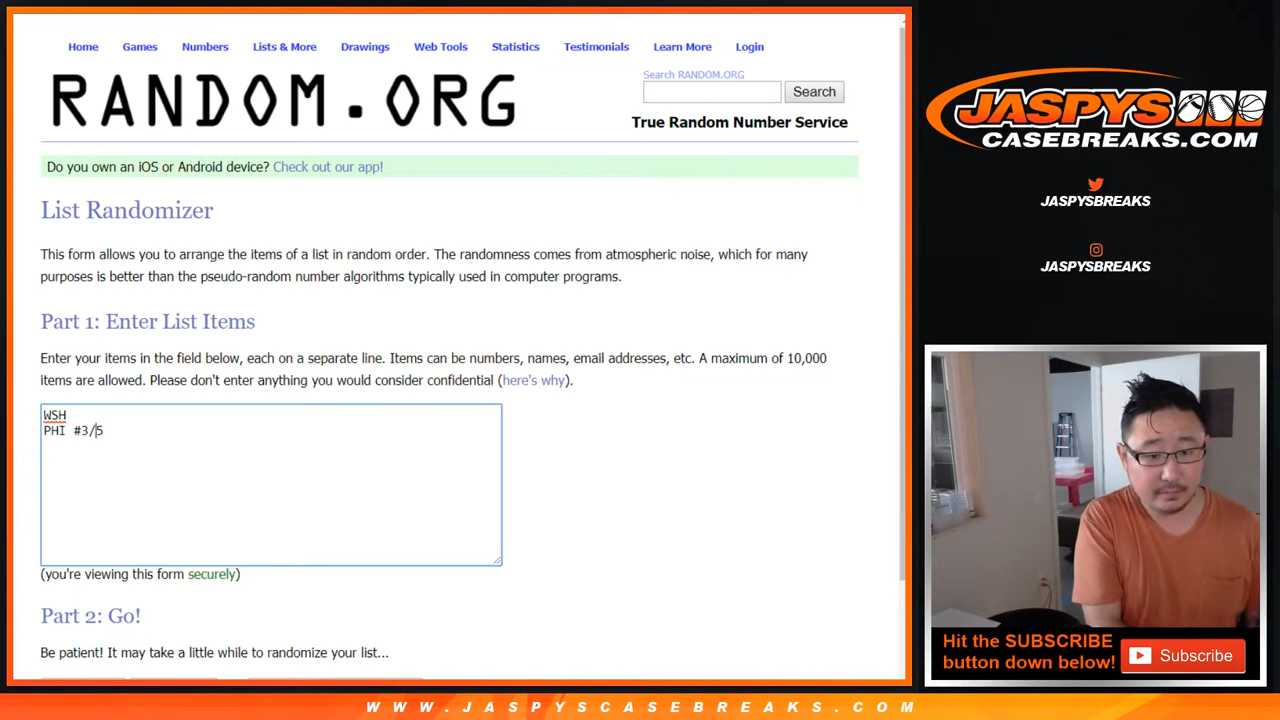 Home Games Numbers Lists & More Drawings Web Tools Statistics Testimonials Learn More Login
RANDOM.ORG
Search RANDOM.ORG
Search
True Random Number Service
Do you own an iOS or Android device? Check out our app!
List Randomizer
This form allows you to arrange the items of a list in random order. The randomness comes from atmospheric noise, which for many
purposes is better than the pseudo-random number algorithms typically used in computer programs.
Part 1: Enter List Items
Enter your items in the field below, each on a separate line. Items can be numbers, names, email addresses, etc. A maximum of 10,000
items are allowed. Please don't enter anything you would consider confidential (here's why).
WSH
PHI #3/5
(you're viewing this form securely)
Part 2: Go!
Be patient! It may take a little while to randomize your list...
JASPYS
CASEBREAKS.COM
JASPYSBREAKS
JASPYSBREAKS
Hit the SUBSCRIBE
button down below!
Subscribe
WWW.JASPYSCASEBREAKS.COM